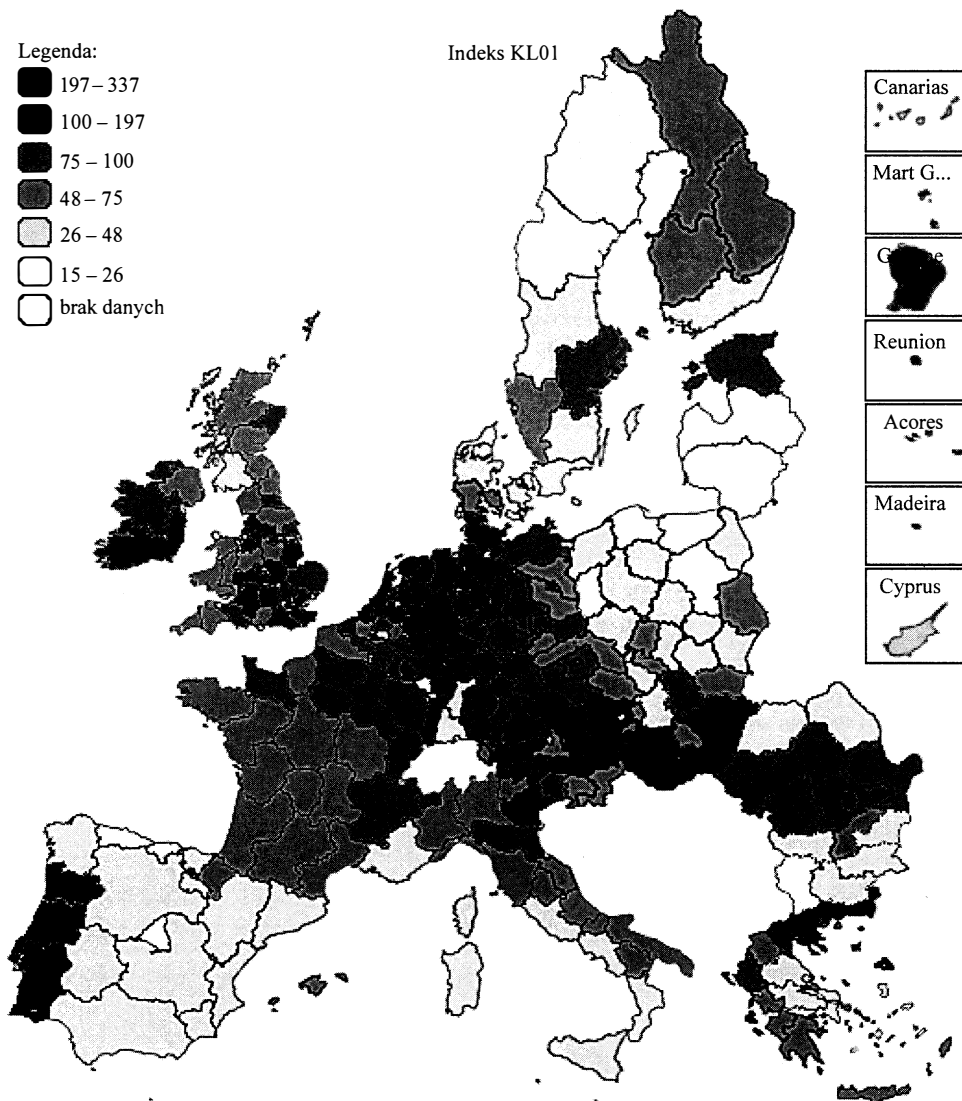 Legenda:
197 – 337
100 – 197
75 – 100
48 – 75
26 – 48
15 – 26
brak danych
Indeks KL01
Canarias
Mart G...
Reunion
Acores
Madeira
Cyprus